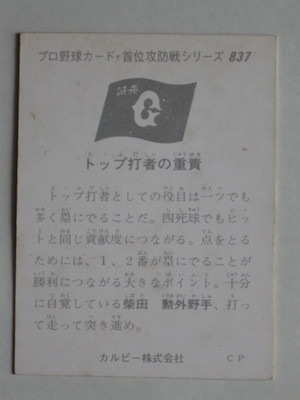 プロ野球カード・首位攻防戦シリーズ 837
G
トップ打者の重責
トップ打者としての役目は一つでも
多く塁にでることだ。四死球でもヒッ
トと同じ貢献度につながる。点をとる
ためには、1、2番が塁にでることが
勝利につながる大きなポイント。十分
に自覚している柴田 勲外野手、打っ
て走って突き進め。
カルビー株式会社 CP